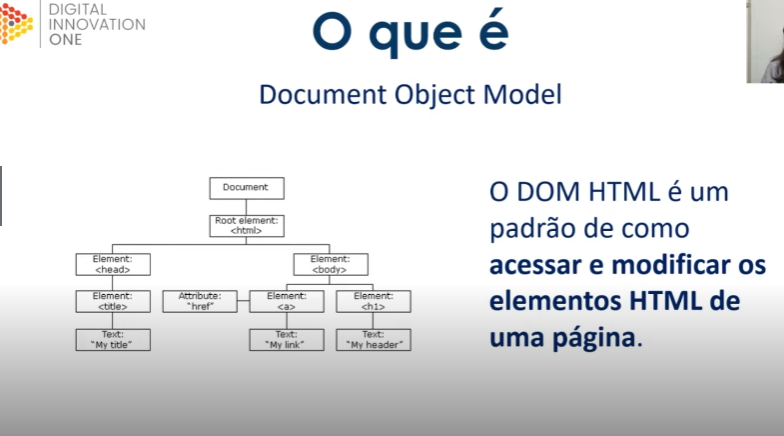 DIGITAL
INNOVATION
ONE
O que é
Document Object Model
Document
Root element:
<html>
Element:
<head>
Element:
<body>
Element:
<title>
Attribute:
"href"
Element:
<a>
Element:
<h1>
Text:
"My title"
Text:
"My link"
Text:
"My header"
O DOM HTML é um
padrão de como
acessar e modificar os
elementos HTML de
uma página.